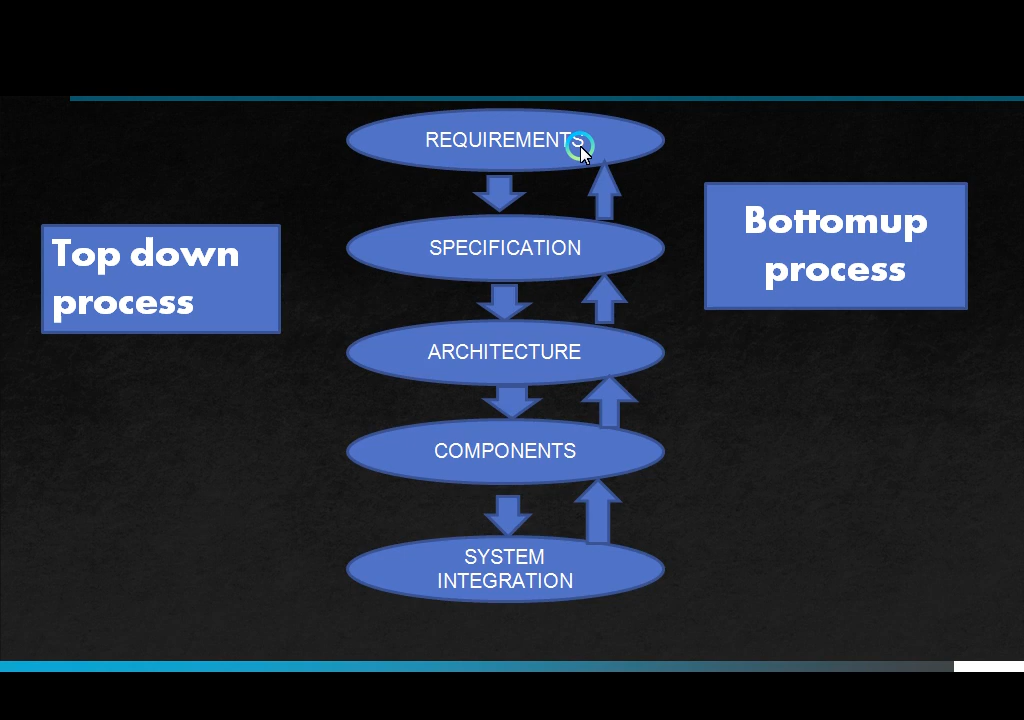 REQUIREMENTS
Top down
process
SPECIFICATION
Bottomup
process
ARCHITECTURE
COMPONENTS
SYSTEM
INTEGRATION